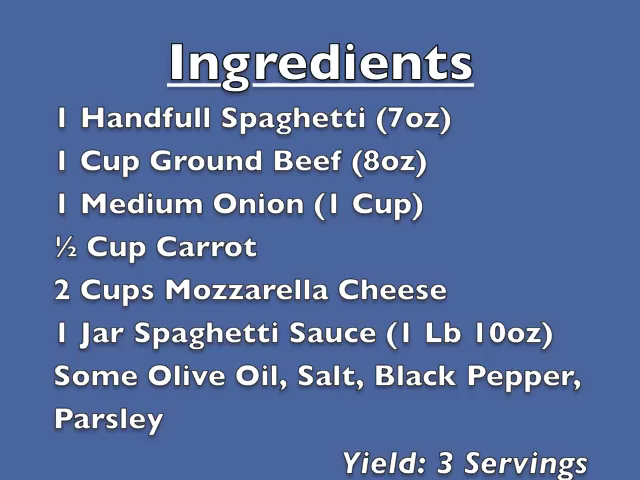 Ingredients
1 Handfull Spaghetti (7oz)
1 Cup Ground Beef (8oz)
1 Medium Onion (1 Cup)
½ Cup Carrot
2 Cups Mozzarella Cheese
1 Jar Spaghetti Sauce (1 Lb 10oz)
Some Olive Oil, Salt, Black Pepper,
Parsley
Yield: 3 Servings